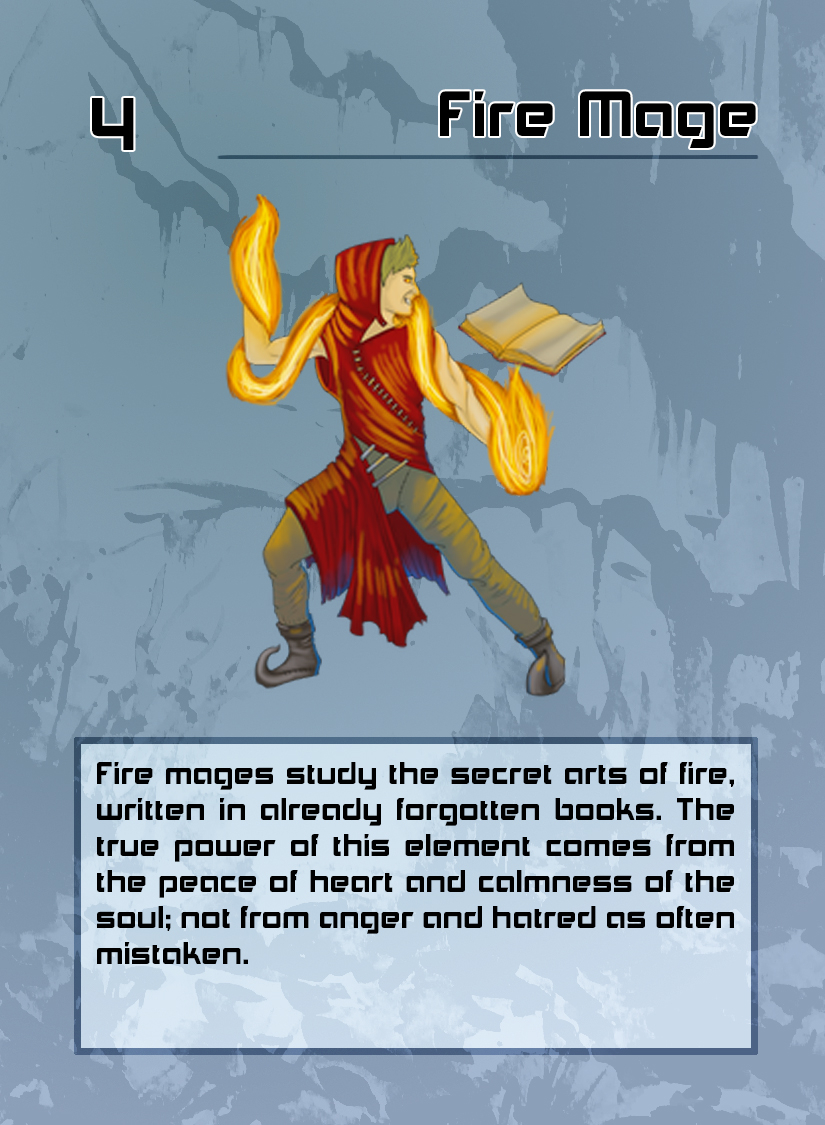 4
Fire Mage
Fire mages study the secret arts of fire,
written in already forgotten books. The
true power of this element comes from
the peace of heart and calmness of the
soul; not from anger and hatred as often
mistaken.